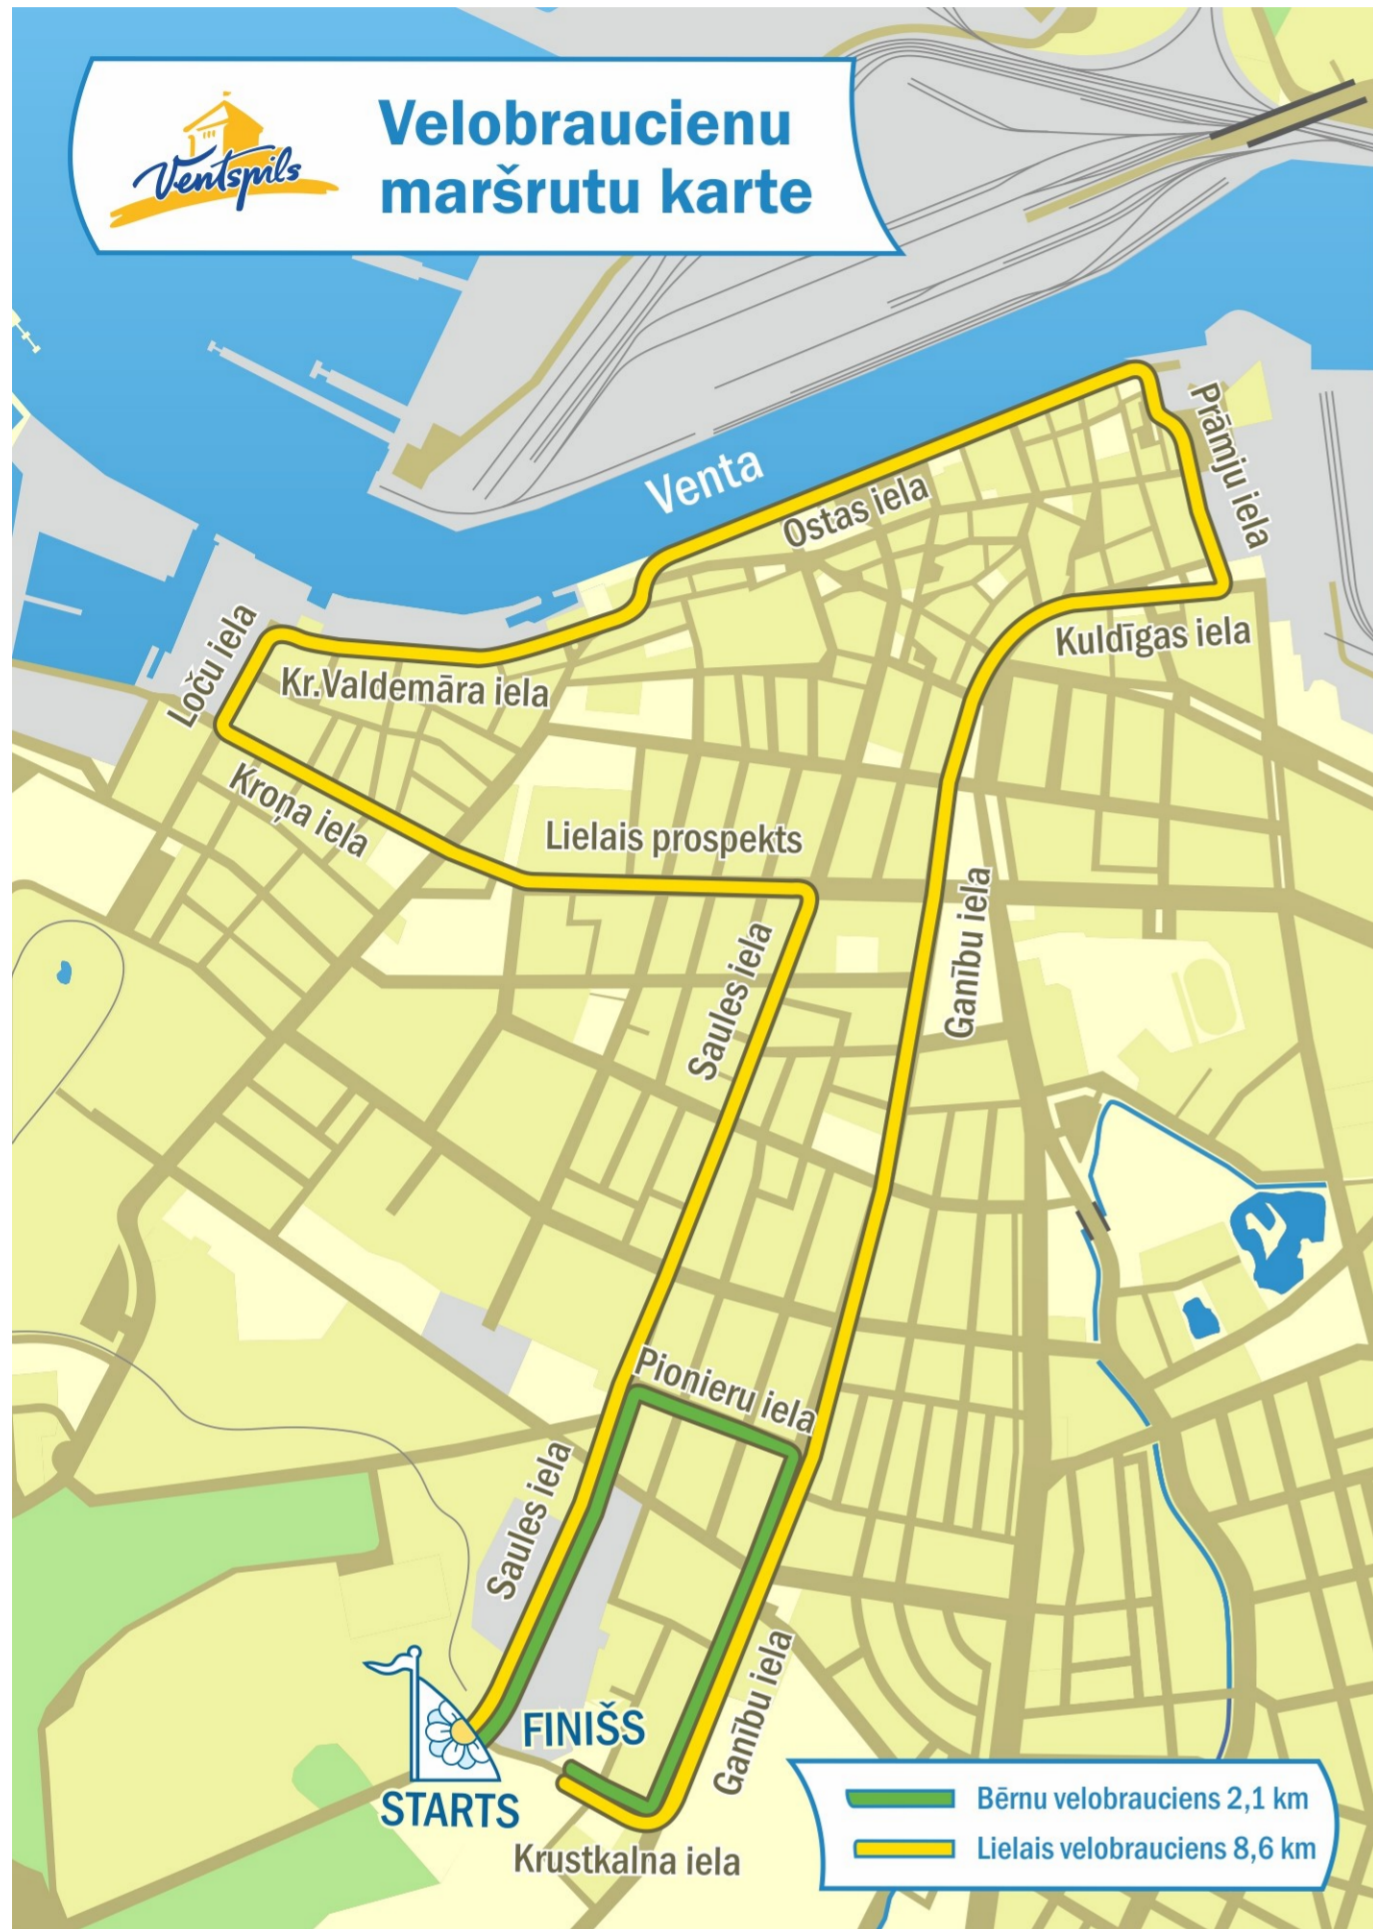 Ventspils
Velobraucienu
maršrutu karte
Prāmju iela
Venta
Ostas iela
Kuldīgas iela
Loču iela
Kr.Valdemāra iela
Kroņa iela
Lielais prospekts
Ganību iela
Saules iela
Pionieru iela
Saules iela
Ganību iela
FINIŠS
STARTS
Krustkalna iela
Bērnu velobrauciens 2,1 km
Lielais velobrauciens 8,6 km